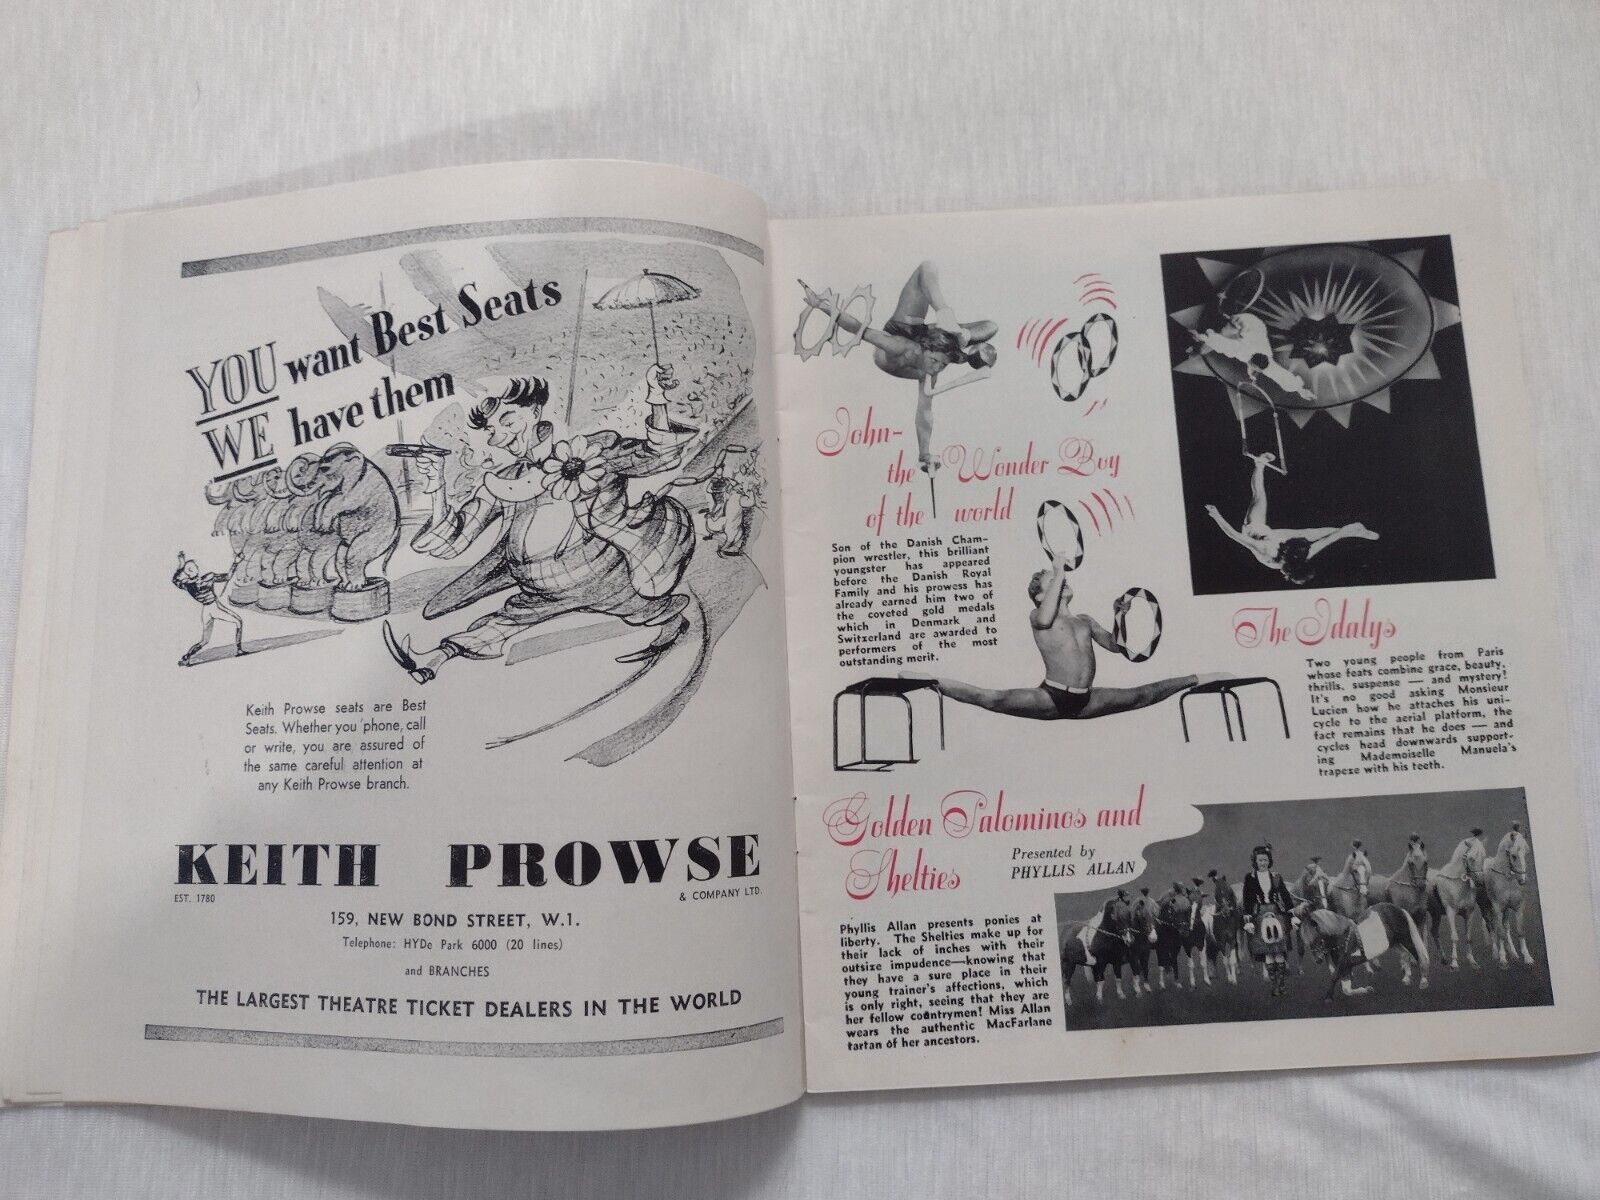 YOU want Best Seats
WE have them
Keith Prowse seats are Best
Seats. Whether you 'phone, call
or write, you are assured of
the same careful attention at
any Keith Prowse branch.
KEITH PROWSE
EST. 1780
& COMPANY LTD.
159, NEW BOND STREET, W.1.
Telephone: HYDe Park 6000 (20 lines)
and BRANCHES
THE LARGEST THEATRE TICKET DEALERS IN THE WORLD
John-
the Wonder Boy
of the world
Son of the Danish Cham-
pion wrestler, this brilliant
youngster has appeared
before the Danish Royal
Family and his prowess has
already earned him two of
the coveted gold medals
which in Denmark and
Switzerland are awarded to
performers of the most
outstanding merit.
The Idalys
Two young people from Paris
whose feats combine grace, beauty,
thrills, suspense — and mystery!
It's no good asking Monsieur
Lucien how he attaches his uni-
cycle to the aerial platform, the
fact remains that he does — and
cycles head downwards support-
ing Mademoiselle Manuela's
trapeze with his teeth.
Golden Palominos and
Shelties
Presented by
PHYLLIS ALLAN
Phyllis Allan presents ponies at
liberty. The Shelties make up for
their lack of inches with their
outsize impudence—knowing that
they have a sure place in their
young trainer's affections, which
is only right, seeing that they are
her fellow countrymen! Miss Allan
wears the authentic MacFarlane
tartan of her ancestors.